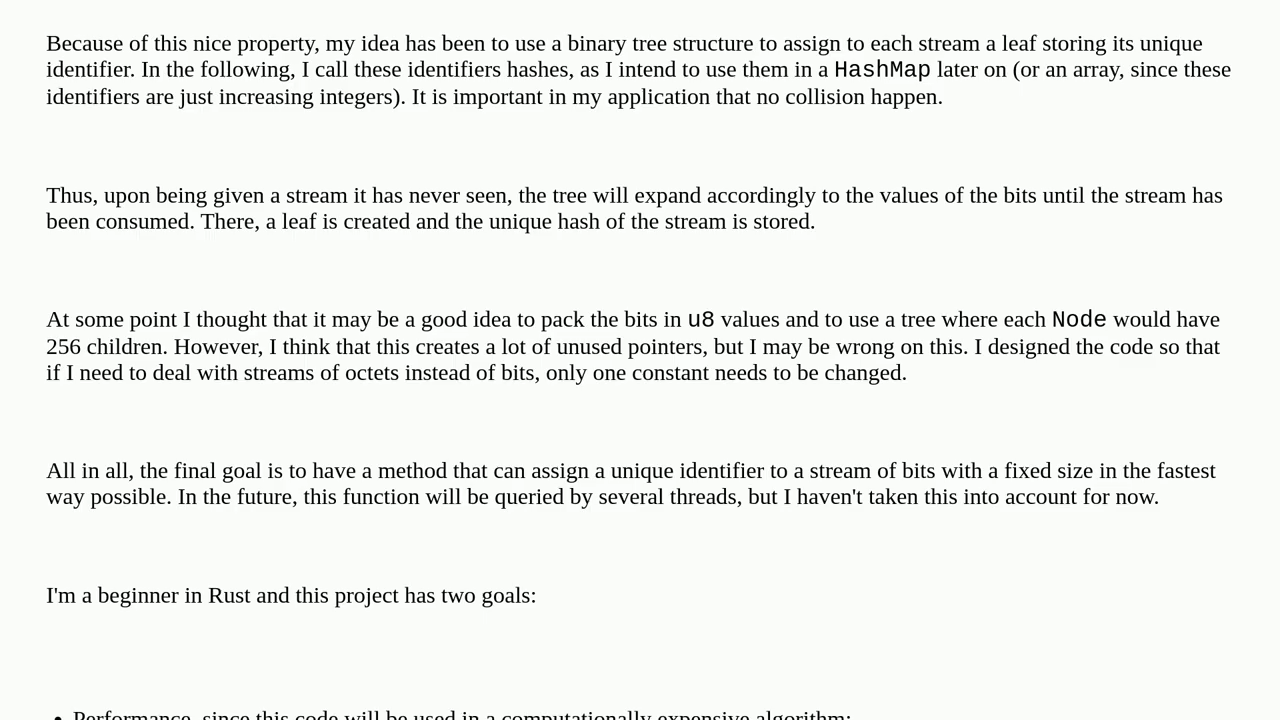 Because of this nice property, my idea has been to use a binary tree structure to assign to each stream a leaf storing its unique
identifier. In the following, I call these identifiers hashes, as I intend to use them in a HashMap later on (or an array, since these
identifiers are just increasing integers). It is important in my application that no collision happen.
Thus, upon being given a stream it has never seen, the tree will expand accordingly to the values of the bits until the stream has
been consumed. There, a leaf is created and the unique hash of the stream is stored.
At some point I thought that it may be a good idea to pack the bits in u8 values and to use a tree where each Node would have
256 children. However, I think that this creates a lot of unused pointers, but I may be wrong on this. I designed the code so that
if I need to deal with streams of octets instead of bits, only one constant needs to be changed.
All in all, the final goal is to have a method that can assign a unique identifier to a stream of bits with a fixed size in the fastest
way possible. In the future, this function will be queried by several threads, but I haven't taken this into account for now.
I'm a beginner in Rust and this project has two goals:
• Performance, since this code will be used in a computationally expensive algorithm;